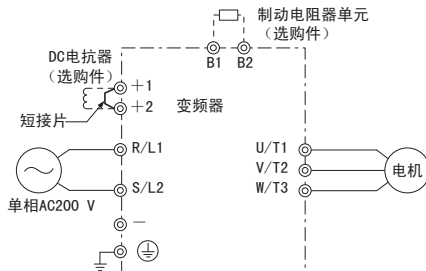 制动电阻器单元
（选购件）
B1 B2
DC电抗器
（选购件）
+1
+2
变频器
短接片
R/L1
S/L2
单相AC200 V
U/T1
V/T2
W/T3
电机
−